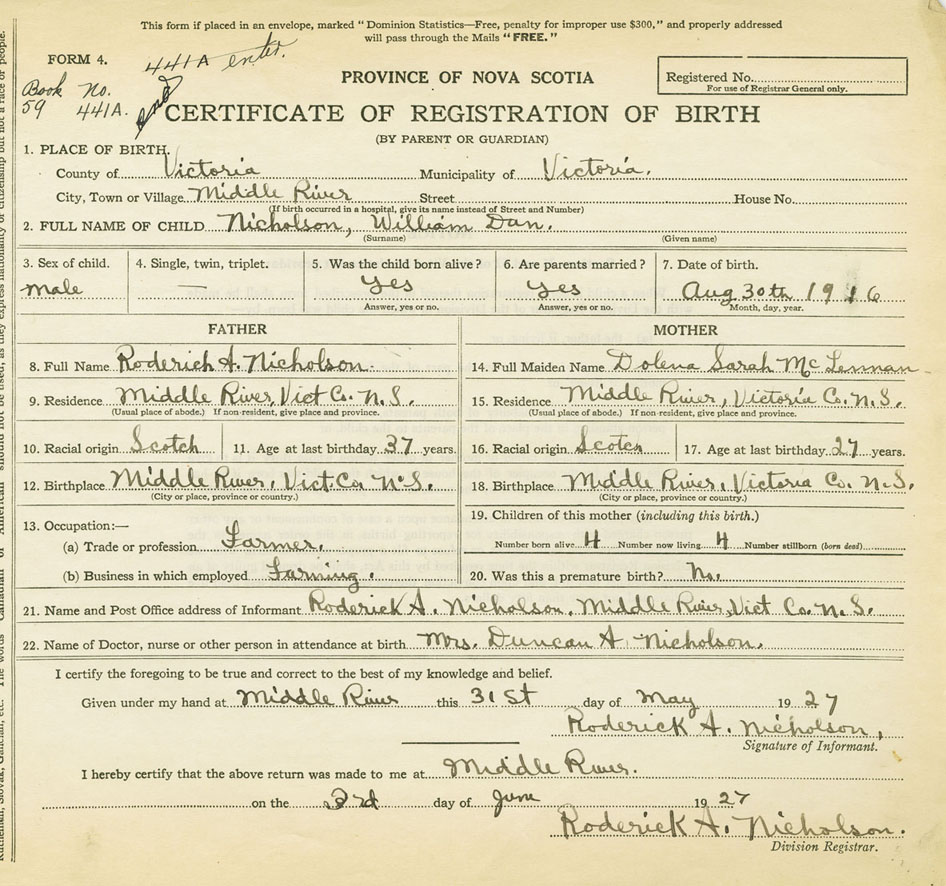 This form if placed in an envelope, marked "Dominion Statistics—Free, penalty for improper use $300," and properly addressed
will pass through the Mails "FREE."
FORM 4.
441A enter.
Book No.
59 441A.
PROVINCE OF NOVA SCOTIA
Registered No.
For use of Registrar General only.
CERTIFICATE OF REGISTRATION OF BIRTH
(BY PARENT OR GUARDIAN)
1. PLACE OF BIRTH.
County of Victoria Municipality of Victoria.
City, Town or Village Middle River Street House No.
(If birth occurred in a hospital, give its name instead of Street and Number)
2. FULL NAME OF CHILD Nicholson, William Dan.
(Surname) (Given name)
3. Sex of child. 4. Single, twin, triplet. 5. Was the child born alive? 6. Are parents married? 7. Date of birth.
male — yes yes Aug 30th 1916
Answer, yes or no. Answer, yes or no. Month, day, year.
FATHER MOTHER
8. Full Name Roderick A. Nicholson. 14. Full Maiden Name Dolena Sarah McLennan
9. Residence Middle River, Vict Co. N.S. 15. Residence Middle River, Victoria Co. N.S.
(Usual place of abode.) If non-resident, give place and province. (Usual place of abode.) If non-resident, give place and province.
10. Racial origin Scotch 11. Age at last birthday 37 years. 16. Racial origin Scotch 17. Age at last birthday 27 years.
12. Birthplace Middle River, Vict. Co. N.S. 18. Birthplace Middle River, Victoria Co. N.S.
(City or place, province or country.) (City or place, province or country.)
13. Occupation:— 19. Children of this mother (including this birth.)
(a) Trade or profession Farmer. Number born alive 4 Number now living 4 Number stillborn (born dead)
(b) Business in which employed Farming. 20. Was this a premature birth? No.
21. Name and Post Office address of Informant Roderick A. Nicholson, Middle River, Vict Co. N.S.
22. Name of Doctor, nurse or other person in attendance at birth Mrs. Duncan A. Nicholson.
I certify the foregoing to be true and correct to the best of my knowledge and belief.
Given under my hand at Middle River this 31st day of May 1927
Roderick A. Nicholson,
Signature of Informant.
I hereby certify that the above return was made to me at Middle River.
on the 3rd day of June 1927
Roderick A. Nicholson.
Division Registrar.